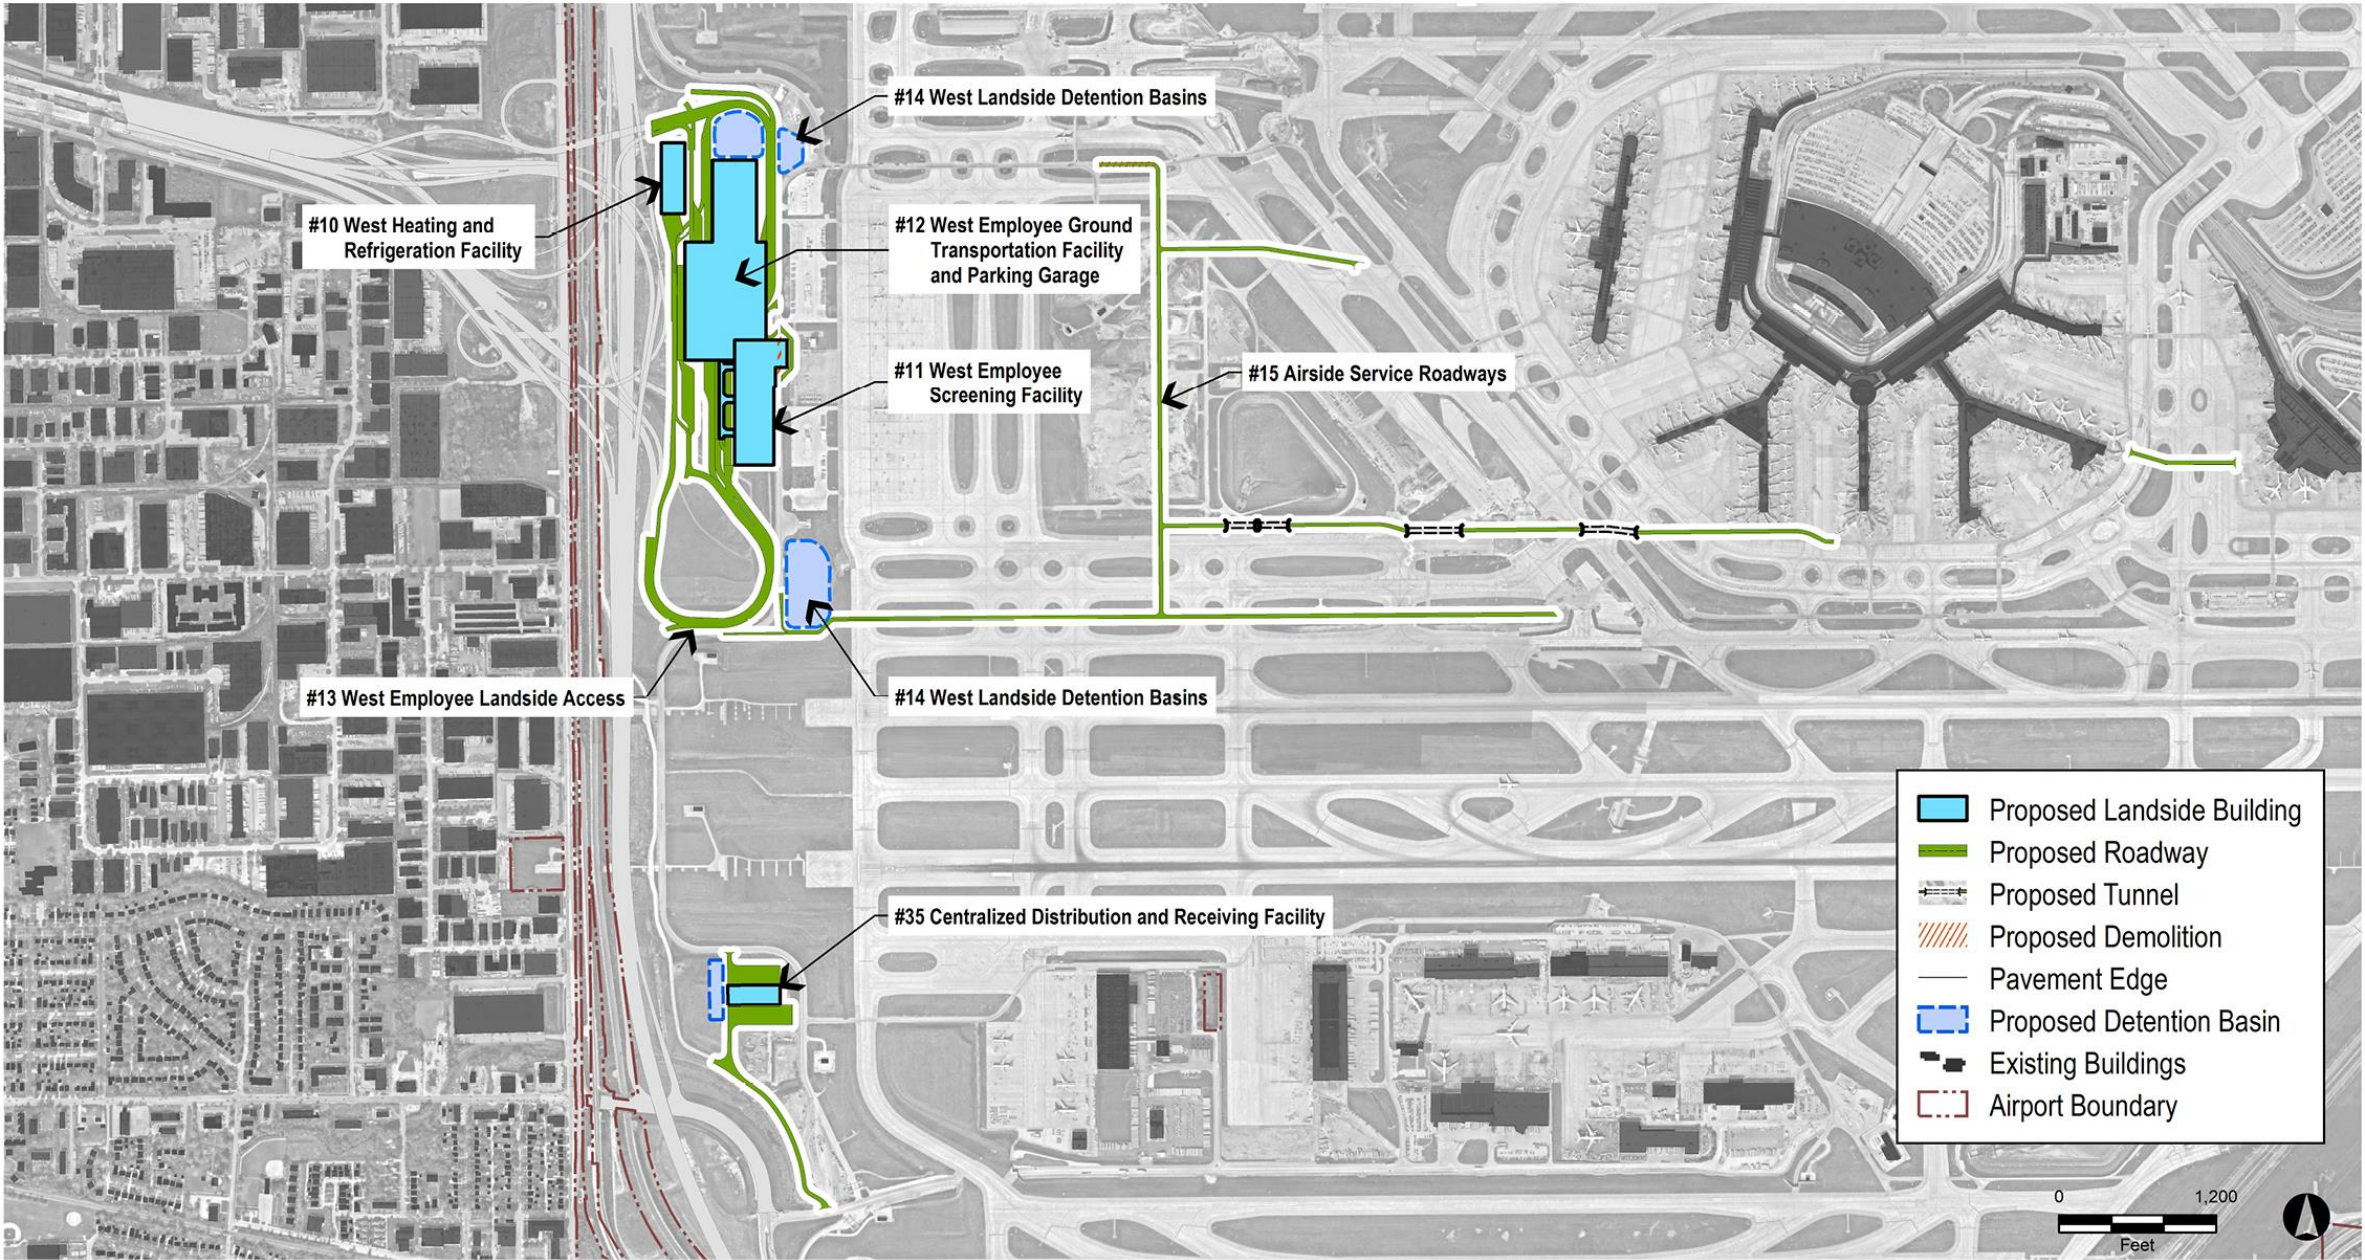 #14 West Landside Detention Basins
#10 West Heating and
Refrigeration Facility
#12 West Employee Ground
Transportation Facility
and Parking Garage
#11 West Employee
Screening Facility
#15 Airside Service Roadways
#13 West Employee Landside Access
#14 West Landside Detention Basins
#35 Centralized Distribution and Receiving Facility
Proposed Landside Building
Proposed Roadway
Proposed Tunnel
Proposed Demolition
Pavement Edge
Proposed Detention Basin
Existing Buildings
Airport Boundary
0 1,200
Feet